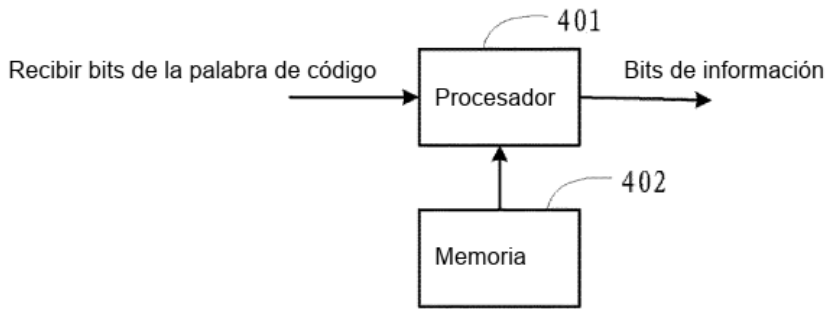 401
Recibir bits de la palabra de código
Procesador
Bits de información
402
Memoria